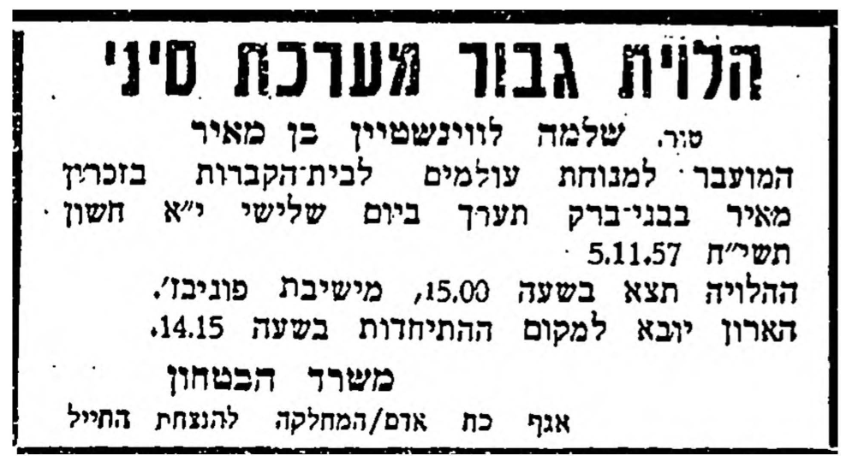 הלוית גבור מערכת סיני
טור. שלמה לווינשטיין בן מאיר
המועבר למנוחת עולמים לבית־הקברות בזכרון
מאיר בבני־ברק תערך ביום שלישי י״א חשון
תשי״ח 5.11.57
ההלויה תצא בשעה 15.00, מישיבת פוניבז'.
הארון יובא למקום ההתיחדות בשעה 14.15.
משרד הבטחון
אגף כח אדם/המחלקה להנצחת החייל